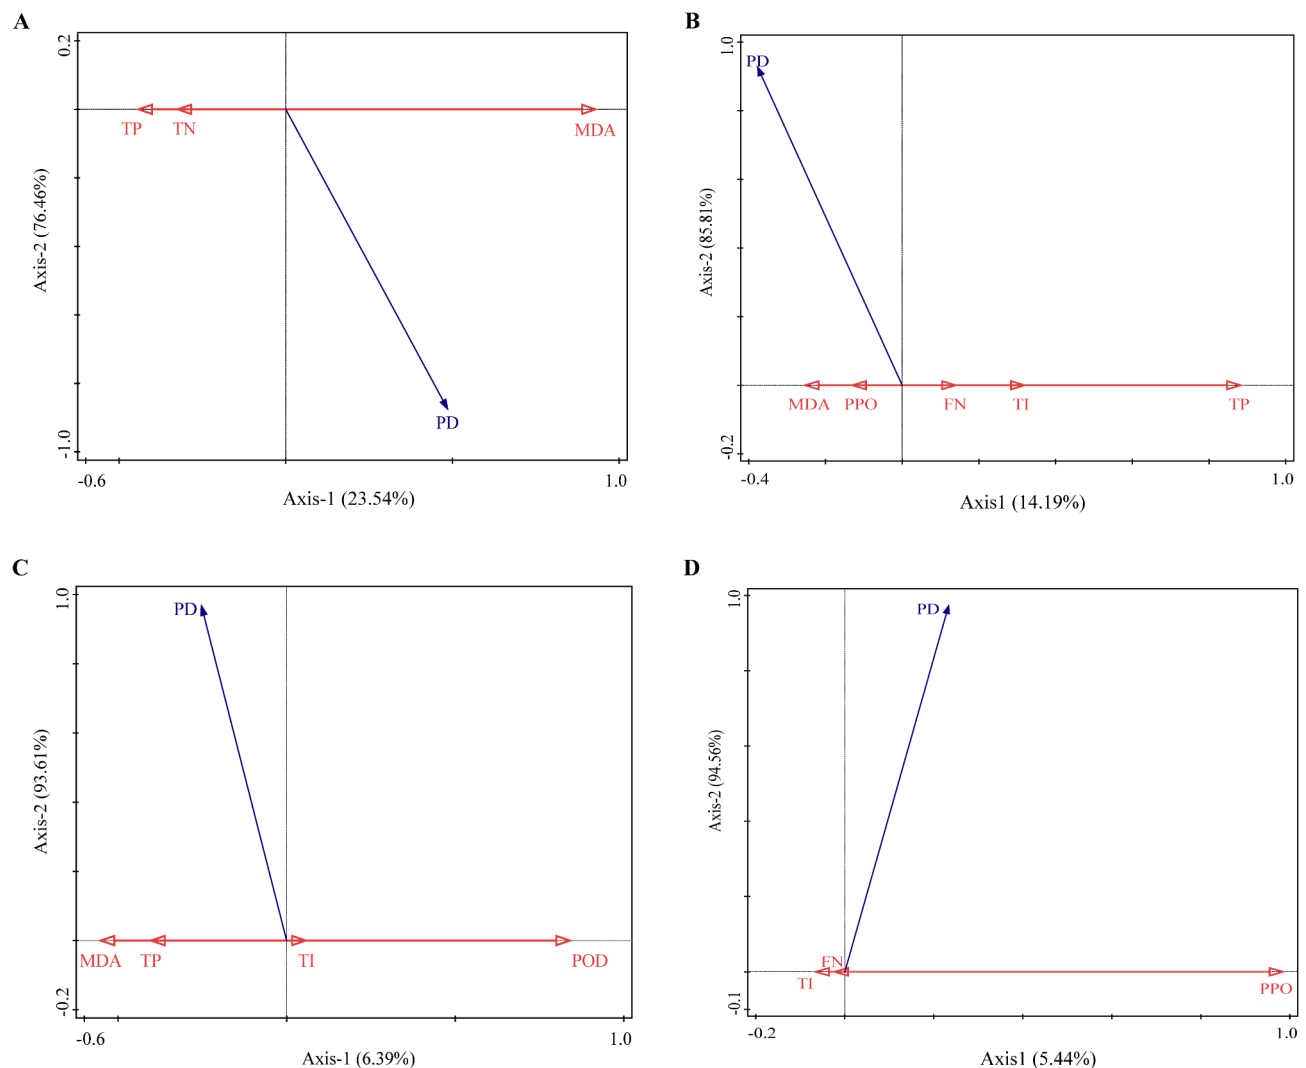 A
0.2
TP
TN
MDA
Axis-2 (76.46%)
PD
-1.0
-0.6
1.0
Axis-1 (23.54%)
B
1.0
PD
Axis-2 (85.81%)
MDA
PPO
FN
TI
TP
-0.2
-0.4
1.0
Axis1 (14.19%)
C
1.0
PD
Axis-2 (93.61%)
MDA
TP
TI
POD
-0.2
-0.6
1.0
Axis-1 (6.39%)
D
1.0
PD
Axis-2 (94.56%)
FN
TI
PPO
-0.1
-0.2
1.0
Axis1 (5.44%)